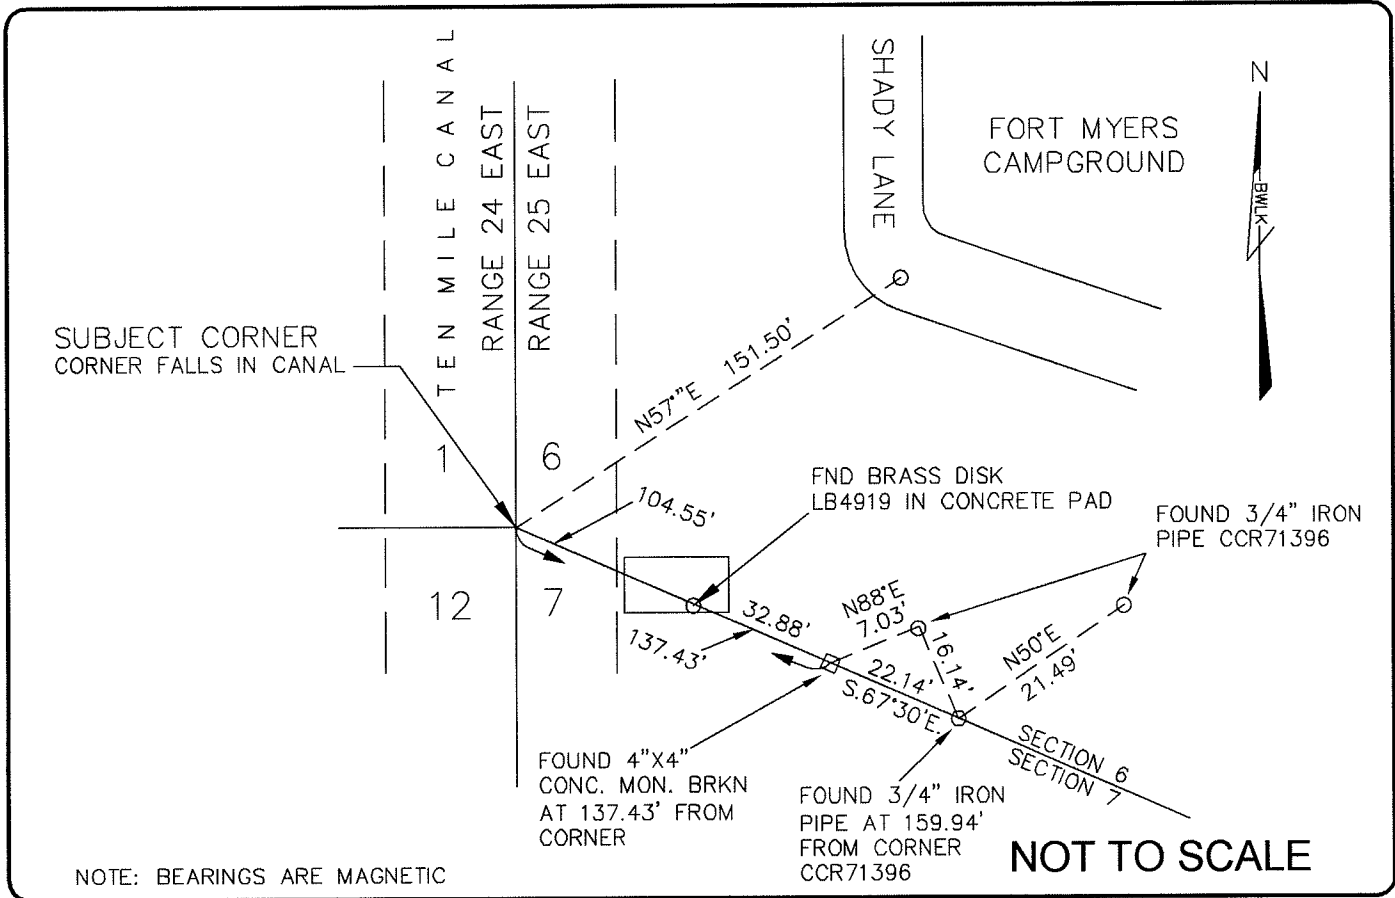 TEN MILE CANAL
RANGE 24 EAST
RANGE 25 EAST
SHADY LANE
FORT MYERS
CAMPGROUND
N
BWLK
SUBJECT CORNER
CORNER FALLS IN CANAL
N57°"E 151.50'
1
6
12
7
104.55'
FND BRASS DISK
LB4919 IN CONCRETE PAD
FOUND 3/4" IRON
PIPE CCR71396
32.88'
137.43'
N88°E
7.03'
16.14'
22.14'
S.67°30'E.
N50°E
21.49'
SECTION 6
SECTION 7
FOUND 4"X4"
CONC. MON. BRKN
AT 137.43' FROM
CORNER
FOUND 3/4" IRON
PIPE AT 159.94'
FROM CORNER
CCR71396
NOT TO SCALE
NOTE: BEARINGS ARE MAGNETIC